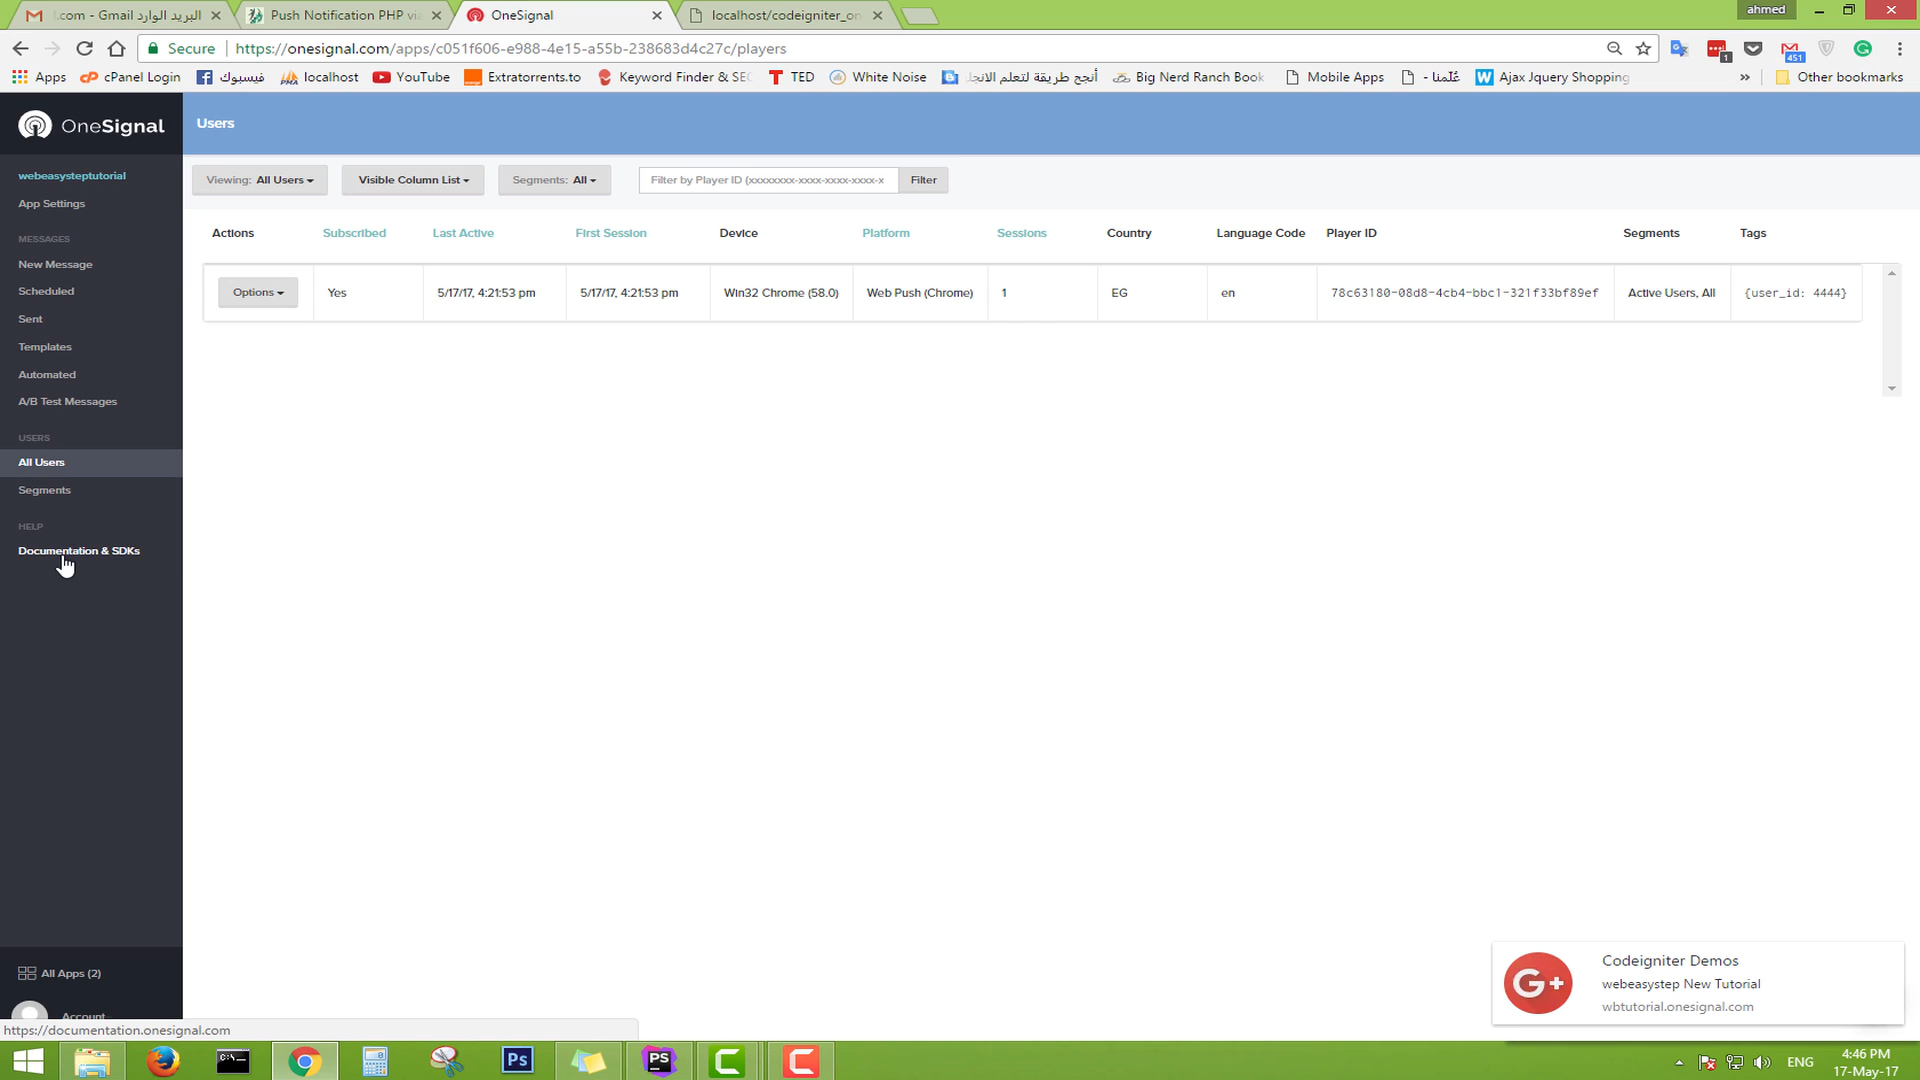 البريد الوارد - Gmail - l.com
Push Notification PHP via
OneSignal
localhost/codeigniter_on
ahmed
Secure
https://onesignal.com/apps/c051f606-e988-4e15-a55b-238683d4c27c/players
1
451
Apps
cPanel Login
فيسبوك
localhost
YouTube
Extratorrents.to
Keyword Finder & SEO
TED
White Noise
أنجح طريقة لتعلم الانجل
Big Nerd Ranch Book
Mobile Apps
عُلّمنا -
Ajax Jquery Shopping
»
Other bookmarks
OneSignal
Users
webeasysteptutorial
App Settings
MESSAGES
New Message
Scheduled
Sent
Templates
Automated
A/B Test Messages
USERS
All Users
Segments
HELP
Documentation & SDKs
All Apps (2)
Account
Viewing: All Users
Visible Column List
Segments: All
Filter by Player ID (xxxxxxxx-xxxx-xxxx-xxxx-x
Filter
Actions Subscribed Last Active First Session Device Platform Sessions Country Language Code Player ID Segments Tags
Options Yes 5/17/17, 4:21:53 pm 5/17/17, 4:21:53 pm Win32 Chrome (58.0) Web Push (Chrome) 1 EG en 78c63180-08d8-4cb4-bbc1-321f33bf89ef Active Users, All {user_id: 4444}
G+
Codeigniter Demos
webeasystep New Tutorial
wbtutorial.onesignal.com
https://documentation.onesignal.com
Ps
PS
ENG
4:46 PM
17-May-17